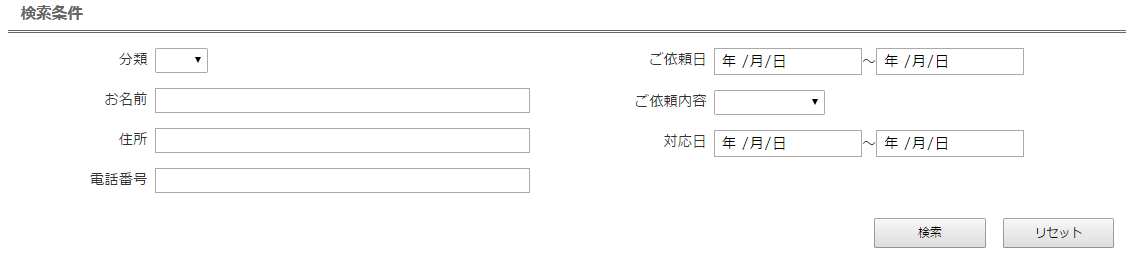 検索条件
分類
お名前
住所
電話番号
ご依頼日 年 /月/日 ～ 年 /月/日
ご依頼内容
対応日 年 /月/日 ～ 年 /月/日
検索 リセット